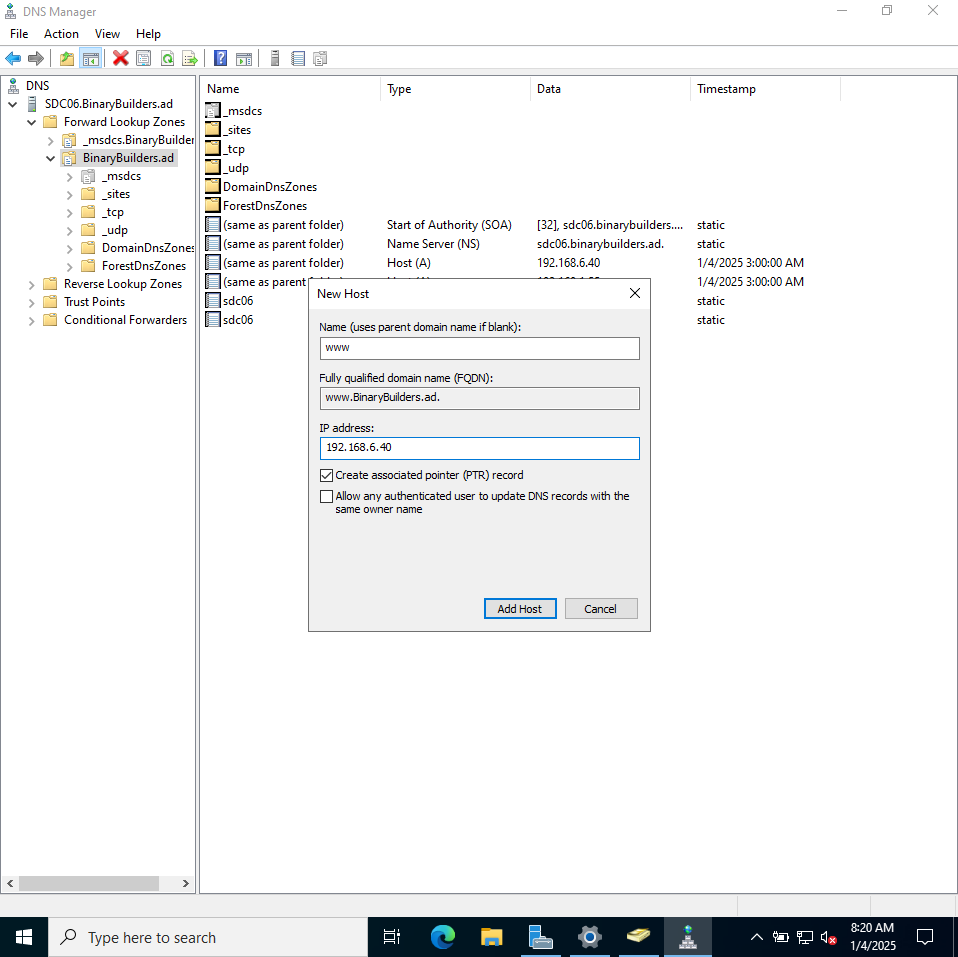 DNS Manager
File Action View Help
DNS
SDC06.BinaryBuilders.ad
Forward Lookup Zones
_msdcs.BinaryBuilder
BinaryBuilders.ad
_msdcs
_sites
_tcp
_udp
DomainDnsZones
ForestDnsZones
Reverse Lookup Zones
Trust Points
Conditional Forwarders
Name Type Data Timestamp
_msdcs
_sites
_tcp
_udp
DomainDnsZones
ForestDnsZones
(same as parent folder) Start of Authority (SOA) [32], sdc06.binarybuilders.... static
(same as parent folder) Name Server (NS) sdc06.binarybuilders.ad. static
(same as parent folder) Host (A) 192.168.6.40 1/4/2025 3:00:00 AM
(same as parent 1/4/2025 3:00:00 AM
sdc06 static
sdc06 static
New Host
Name (uses parent domain name if blank):
www
Fully qualified domain name (FQDN):
www.BinaryBuilders.ad.
IP address:
192.168.6.40
Create associated pointer (PTR) record
Allow any authenticated user to update DNS records with the
same owner name
Add Host Cancel
Type here to search
8:20 AM
1/4/2025